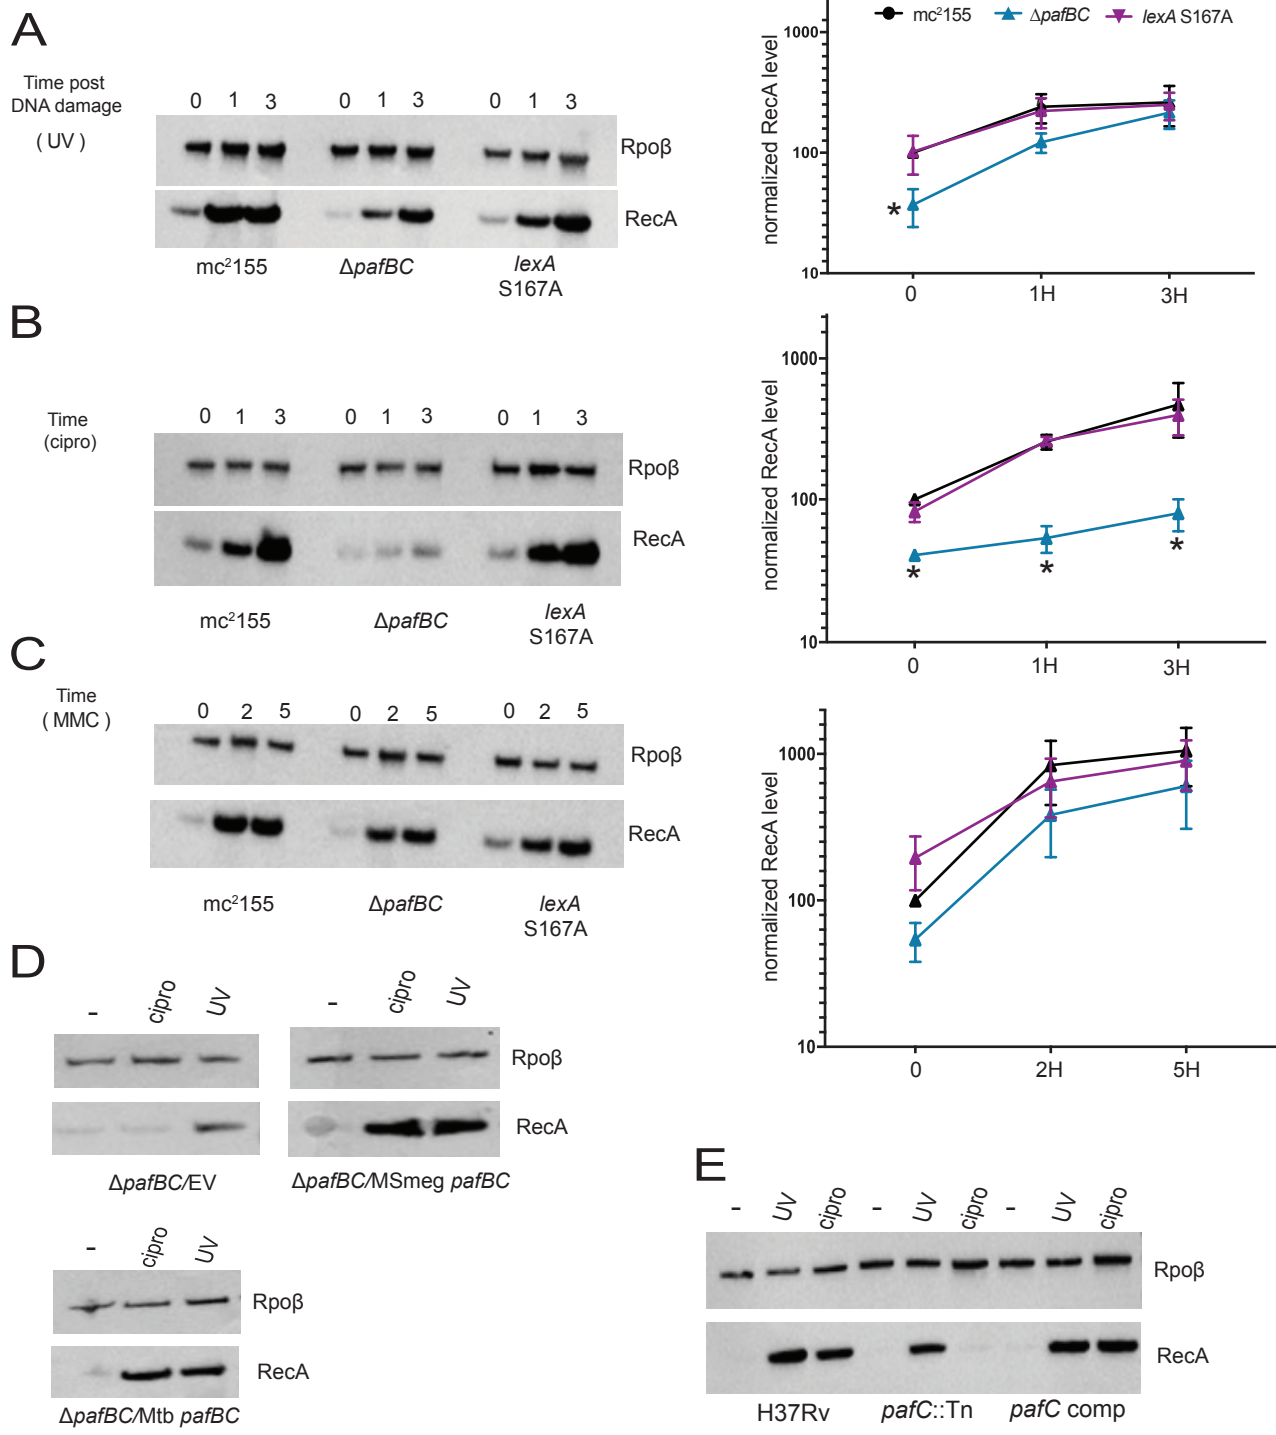 A
Time post
DNA damage
( UV )
0 1 3 0 1 3 0 1 3
Rpoβ
RecA
mc²155 ΔpafBC lexA
S167A
mc²155 ΔpafBC lexA S167A
normalized RecA level
1000
100
10
*
0 1H 3H
B
Time
(cipro)
0 1 3 0 1 3 0 1 3
Rpoβ
RecA
mc²155 ΔpafBC lexA
S167A
normalized RecA level
1000
100
10
* * *
0 1H 3H
C
Time
( MMC )
0 2 5 0 2 5 0 2 5
Rpoβ
RecA
mc²155 ΔpafBC lexA
S167A
normalized RecA level
1000
100
10
0 2H 5H
D
- cipro UV
- cipro UV
Rpoβ
RecA
ΔpafBC/EV ΔpafBC/MSmeg pafBC
- cipro UV
Rpoβ
RecA
ΔpafBC/Mtb pafBC
E
- UV cipro - UV cipro - UV cipro
Rpoβ
RecA
H37Rv pafC::Tn pafC comp